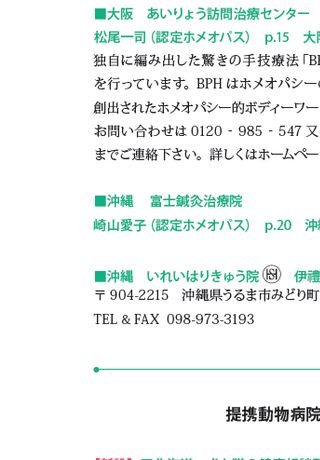 ■大阪 あいりょう訪問治療センター
松尾一司（認定ホメオパス） p.15 大阪
独自に編み出した驚きの手技療法「B
を行っています。BPH はホメオパシー
創出されたホメオパシー的ボディーワー
お問い合わせは 0120 - 985 - 547 又
までご連絡下さい。詳しくはホームペー
■沖縄 富士鍼灸治療院
崎山愛子（認定ホメオパス） p.20 沖縄
■沖縄 いれいはりきゅう院 伊禮
〒 904-2215 沖縄県うるま市みどり町
TEL & FAX 098-973-3193
提携動物病院